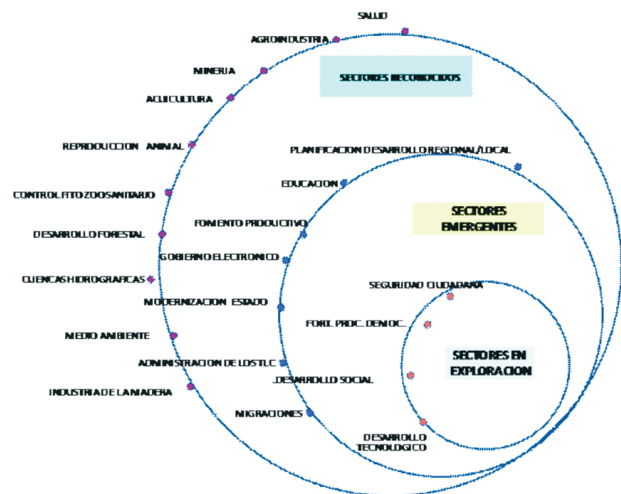 SALUD
AGROINDUSTRIA
MINERIA
ACUICULTURA
SECTORES RECONOCIDOS
REPRODUCCION ANIMAL
PLANIFICACION DESARROLLO REGIONAL/LOCAL
EDUCACION
CONTROL FITOZOOSANITARIO
SECTORES
EMERGENTES
FOMENTO PRODUCTIVO
DESARROLLO FORESTAL
GOBIERNO ELECTRONICO
CUENCAS HIDROGRAFICAS
SEGURIDAD CIUDADANA
MODERNIZACION ESTADO
FORT. PROC. DEMOC.
MEDIO AMBIENTE
SECTORES EN
EXPLORACION
ADMINISTRACION DE LOS TLC
DESARROLLO SOCIAL
INDUSTRIA DE LA MADERA
MIGRACIONES
DESARROLLO
TECNOLOGICO